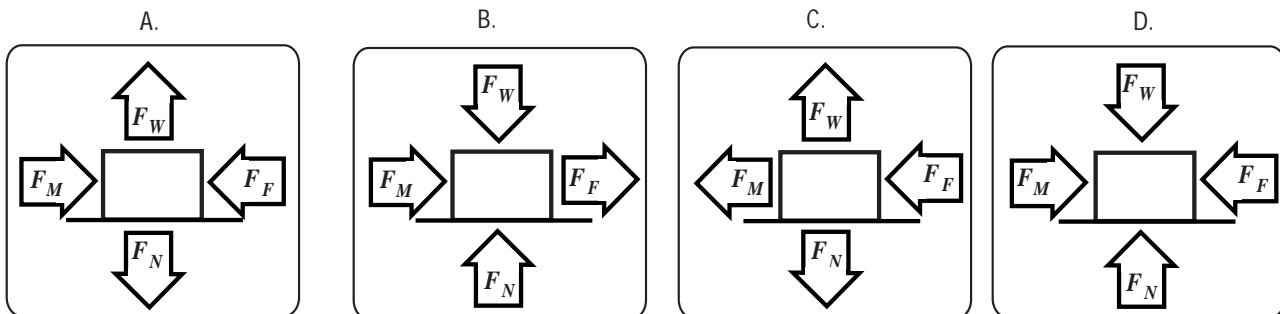 A. B. C. D.
F_W F_W F_W F_W
F_M F_F F_M F_F F_M F_F F_M F_F
F_N F_N F_N F_N